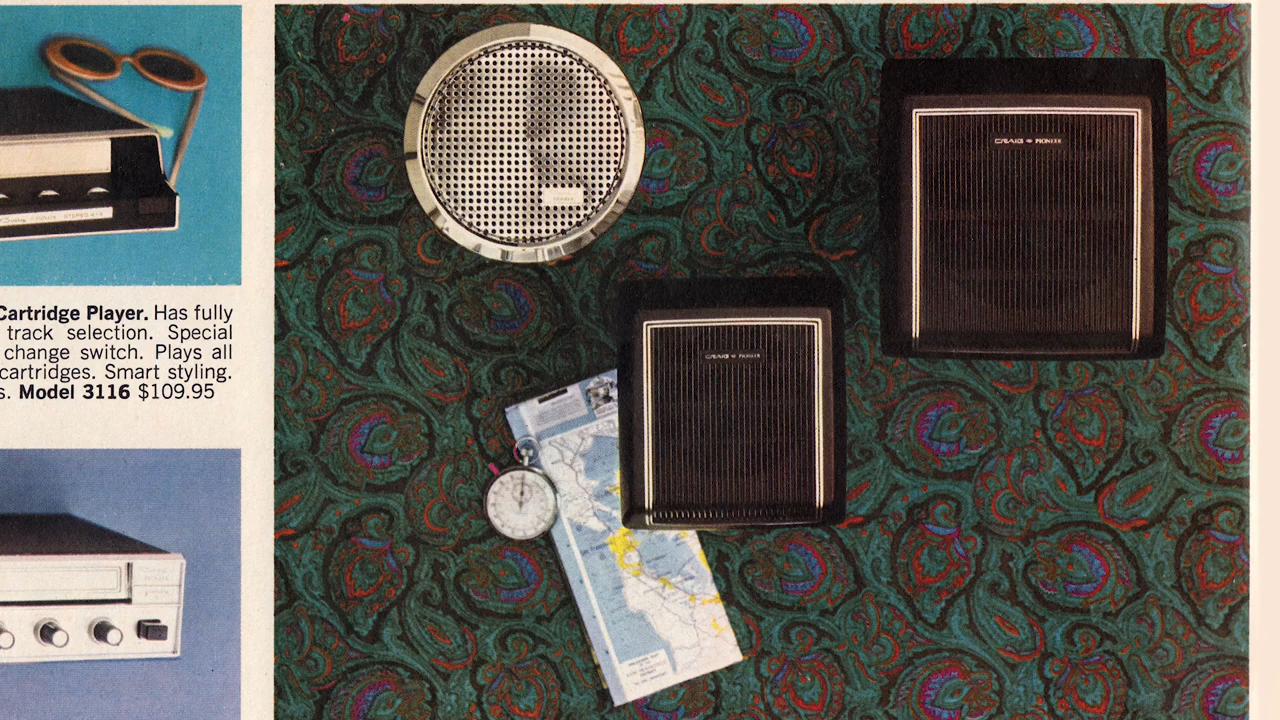 Cartridge Player. Has fully
track selection. Special
change switch. Plays all
cartridges. Smart styling.
s. Model 3116 $109.95
CRAIG PIONEER
CRAIG PIONEER